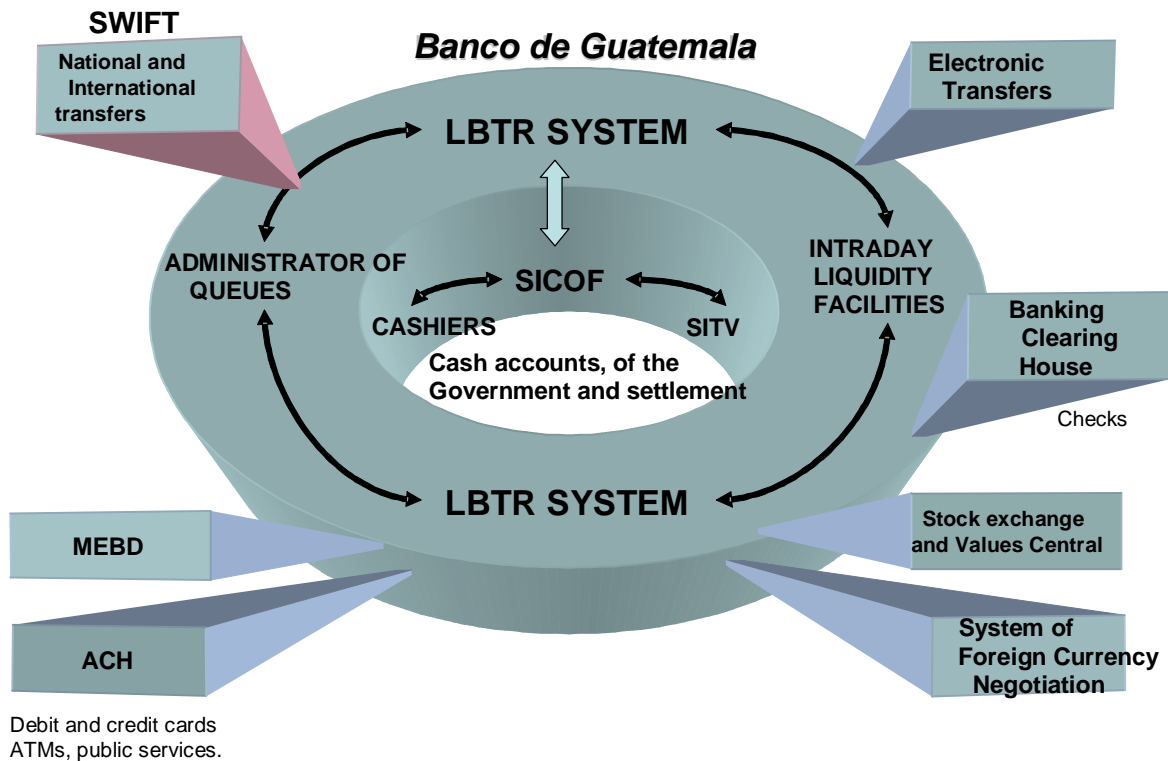 SWIFT
National and
International
transfers
Banco de Guatemala
Electronic
Transfers
LBTR SYSTEM
ADMINISTRATOR OF
QUEUES
INTRADAY
LIQUIDITY
FACILITIES
SICOF
CASHIERS
SITV
Cash accounts, of the
Government and settlement
Banking
Clearing
House
Checks
LBTR SYSTEM
MEBD
Stock exchange
and Values Central
ACH
System of
Foreign Currency
Negotiation
Debit and credit cards
ATMs, public services.